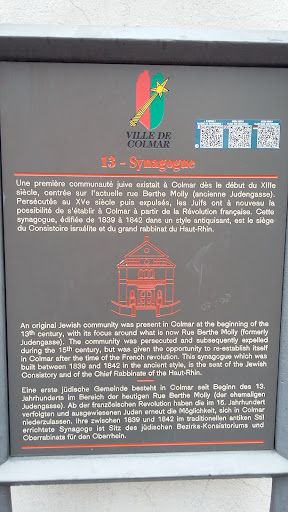 VILLE DE
COLMAR
13 - Synagogue
Une première communauté juive existait à Colmar dès le début du XIIIe
siècle, centrée sur l'actuelle rue Berthe Molly (ancienne Judengasse).
Persécutés au XVe siècle puis expulsés, les Juifs ont à nouveau la
possibilité de s'établir à Colmar à partir de la Révolution française. Cette
synagogue, édifiée de 1839 à 1842 dans un style antiquisant, est le siège
du Consistoire israélite et du grand rabbinat du Haut-Rhin.
An original Jewish community was present in Colmar at the beginning of the
13th century, with its focus around what is now Rue Berthe Molly (formerly
Judengasse). The community was persecuted and subsequently expelled
during the 15th century, but was given the opportunity to re-establish itself
in Colmar after the time of the French revolution. This synagogue which was
built between 1839 and 1842 in the ancient style, is the seat of the Jewish
Consistory and of the Chief Rabbinate of the Haut-Rhin.
Eine erste jüdische Gemeinde besteht in Colmar seit Beginn des 13.
Jahrhunderts im Bereich der heutigen Rue Berthe Molly (der ehemaligen
Judengasse). Ab der französischen Revolution haben die im 15. Jahrhundert
verfolgten und ausgewiesenen Juden erneut die Möglichkeit, sich in Colmar
niederzulassen. Ihre zwischen 1839 und 1842 im traditionellen antiken Stil
errichtete Synagoge ist Sitz des jüdischen Bezirks-Konsistoriums und
Oberrabinats für den Oberrhein.